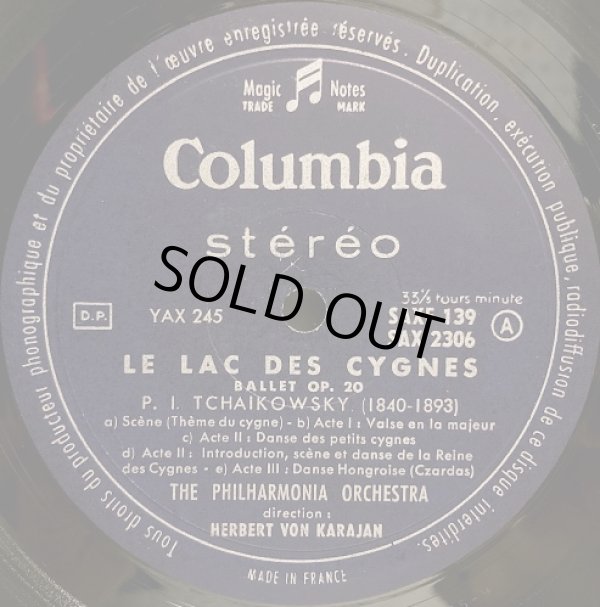 Tous droits du producteur phonographique et du propriétaire de l'œuvre enregistrée réservés. Duplication, exécution publique, radiodiffusion de ce disque interdites.
Magic Notes
TRADE MARK
Columbia
stéréo
SOLD OUT
33⅓ tours minute
D.P. YAX 245 139 A
SAX 2306
LE LAC DES CYGNES
BALLET OP. 20
P. I. TCHAÏKOWSKY (1840-1893)
a) Scène (Thème du cygne) - b) Acte I : Valse en la majeur
c) Acte II : Danse des petits cygnes
d) Acte II : Introduction, scène et danse de la Reine
des Cygnes - e) Acte III : Danse Hongroise (Czardas)
THE PHILHARMONIA ORCHESTRA
direction :
HERBERT VON KARAJAN
MADE IN FRANCE